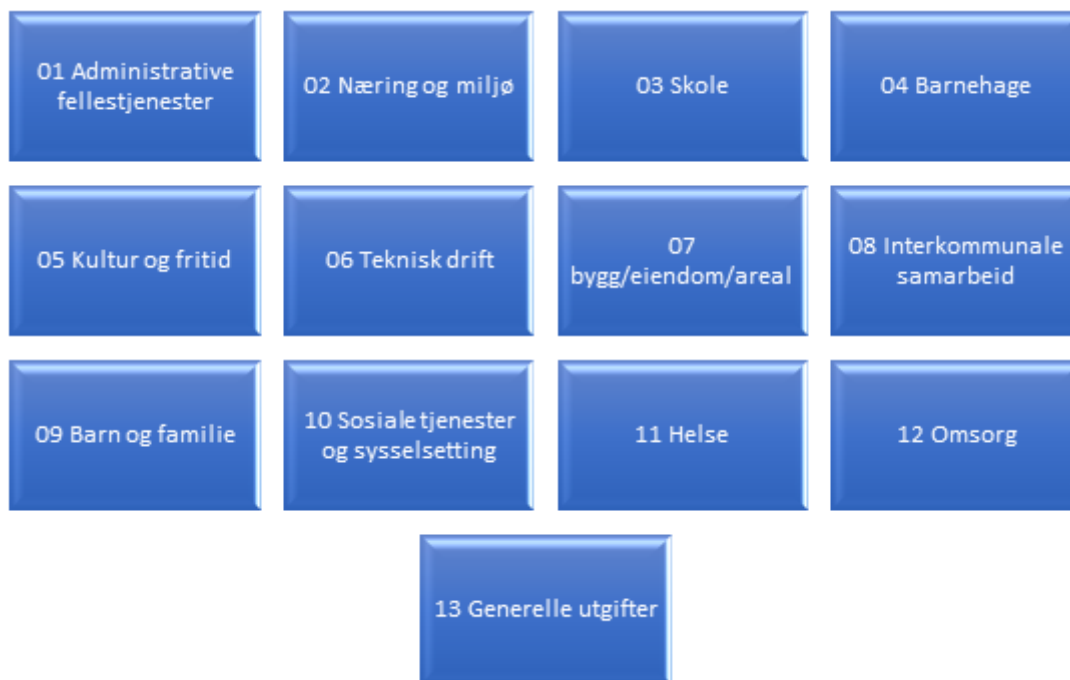 01 Administrative
fellestjenester
02 Næring og miljø
03 Skole
04 Barnehage
05 Kultur og fritid
06 Teknisk drift
07
bygg/eiendom/areal
08 Interkommunale
samarbeid
09 Barn og familie
10 Sosiale tjenester
og sysselsetting
11 Helse
12 Omsorg
13 Generelle utgifter